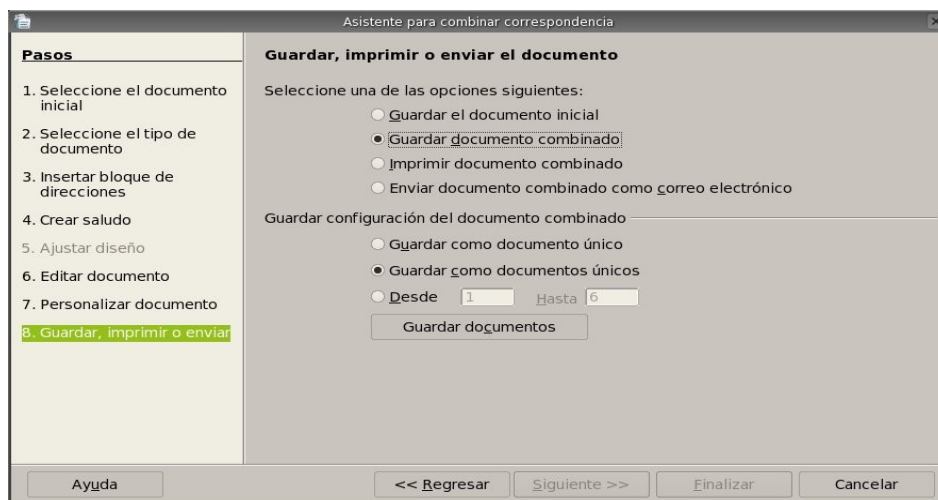 Asistente para combinar correspondencia
Pasos
1. Seleccione el documento
inicial
2. Seleccione el tipo de
documento
3. Insertar bloque de
direcciones
4. Crear saludo
5. Ajustar diseño
6. Editar documento
7. Personalizar documento
8. Guardar, imprimir o enviar
Guardar, imprimir o enviar el documento
Seleccione una de las opciones siguientes:
Guardar el documento inicial
Guardar documento combinado
Imprimir documento combinado
Enviar documento combinado como correo electrónico
Guardar configuración del documento combinado
Guardar como documento único
Guardar como documentos únicos
Desde 1 Hasta 6
Guardar documentos
Ayuda << Regresar Siguiente >> Finalizar Cancelar